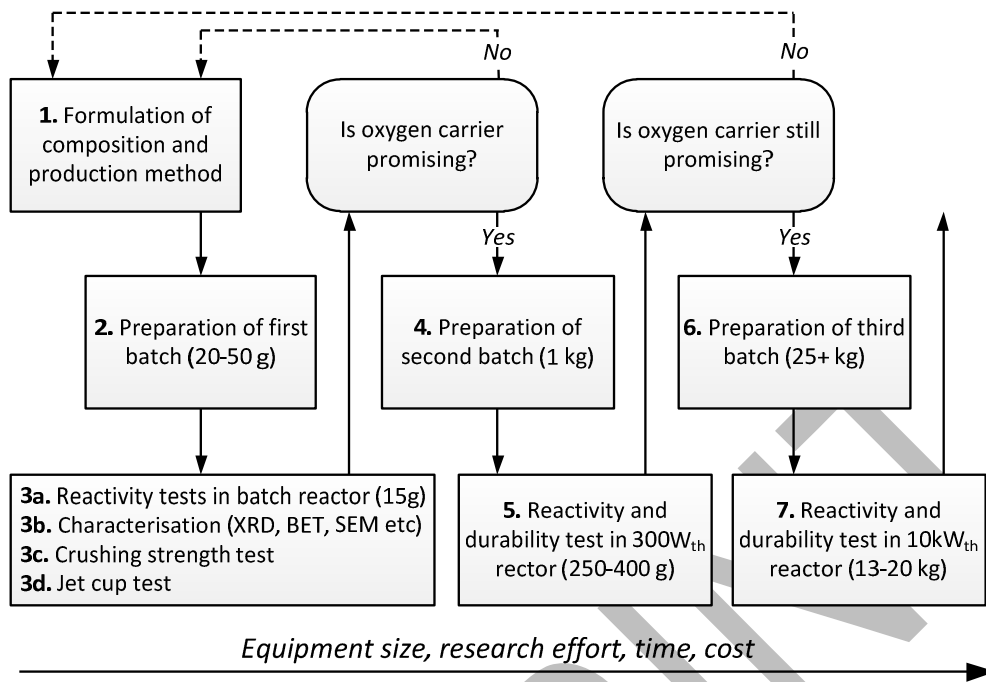 No
No
1. Formulation of
composition and
production method
Is oxygen carrier
promising?
Is oxygen carrier still
promising?
Yes
Yes
2. Preparation of first
batch (20-50 g)
4. Preparation of
second batch (1 kg)
6. Preparation of third
batch (25+ kg)
3a. Reactivity tests in batch reactor (15g)
3b. Characterisation (XRD, BET, SEM etc)
3c. Crushing strength test
3d. Jet cup test
5. Reactivity and
durability test in 300Wth
rector (250-400 g)
7. Reactivity and
durability test in 10kWth
reactor (13-20 kg)
Equipment size, research effort, time, cost